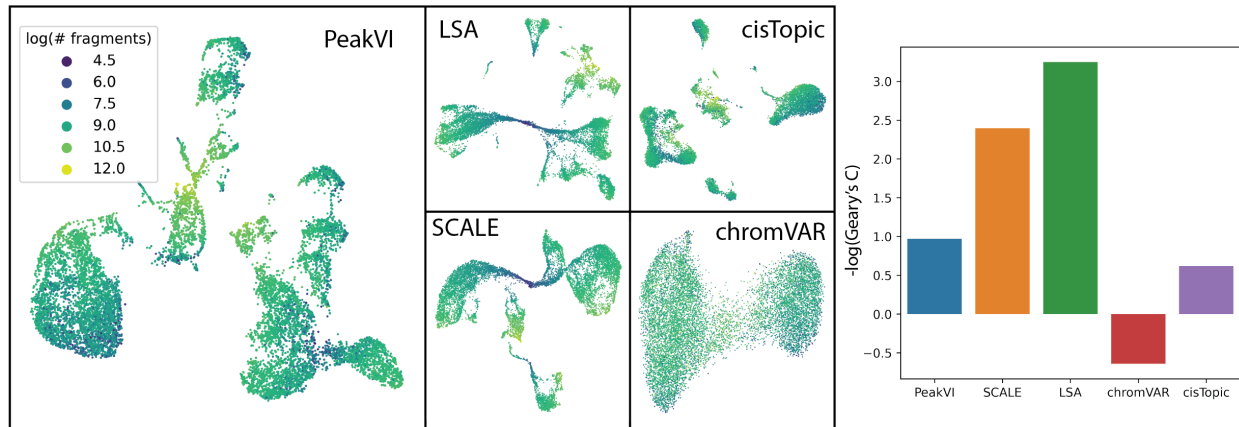 log(# fragments)
4.5
6.0
7.5
9.0
10.5
12.0
PeakVI
LSA
cisTopic
SCALE
chromVAR
-log(Geary's C)
3.0
2.5
2.0
1.5
1.0
0.5
0.0
−0.5
PeakVI SCALE LSA chromVAR cisTopic